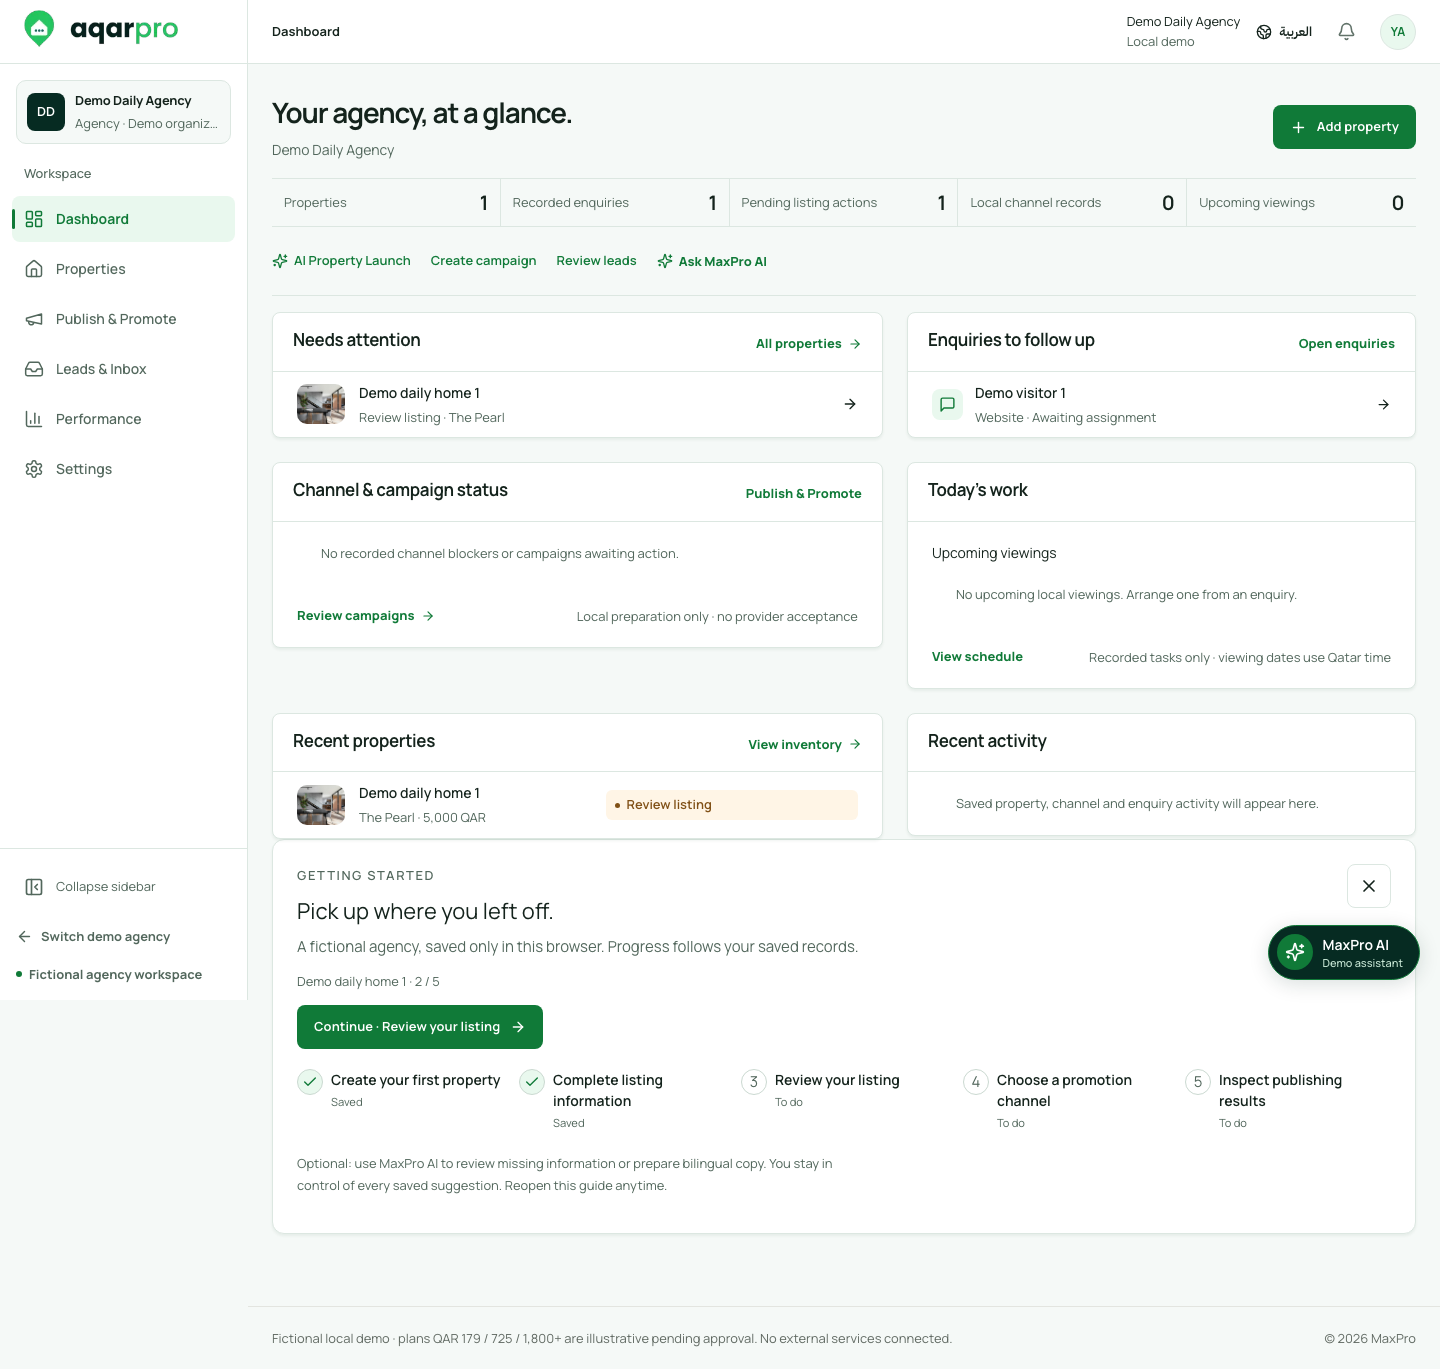 aqarpro
Dashboard
Demo Daily Agency
Local demo
العربية
YA
DD
Demo Daily Agency
Agency · Demo organiz...
Workspace
Dashboard
Properties
Publish & Promote
Leads & Inbox
Performance
Settings
Collapse sidebar
Switch demo agency
Fictional agency workspace
Your agency, at a glance.
Demo Daily Agency
Add property
Properties 1
Recorded enquiries 1
Pending listing actions 1
Local channel records 0
Upcoming viewings 0
AI Property Launch
Create campaign
Review leads
Ask MaxPro AI
Needs attention
All properties
Demo daily home 1
Review listing · The Pearl
Enquiries to follow up
Open enquiries
Demo visitor 1
Website · Awaiting assignment
Channel & campaign status
Publish & Promote
No recorded channel blockers or campaigns awaiting action.
Review campaigns
Local preparation only · no provider acceptance
Today's work
Upcoming viewings
No upcoming local viewings. Arrange one from an enquiry.
View schedule
Recorded tasks only · viewing dates use Qatar time
Recent properties
View inventory
Demo daily home 1
The Pearl · 5,000 QAR
Review listing
Recent activity
Saved property, channel and enquiry activity will appear here.
GETTING STARTED
Pick up where you left off.
A fictional agency, saved only in this browser. Progress follows your saved records.
Demo daily home 1 · 2 / 5
Continue · Review your listing
MaxPro AI
Demo assistant
Create your first property
Saved
Complete listing
information
Saved
3 Review your listing
To do
4 Choose a promotion
channel
To do
5 Inspect publishing
results
To do
Optional: use MaxPro AI to review missing information or prepare bilingual copy. You stay in
control of every saved suggestion. Reopen this guide anytime.
Fictional local demo · plans QAR 179 / 725 / 1,800+ are illustrative pending approval. No external services connected.
© 2026 MaxPro